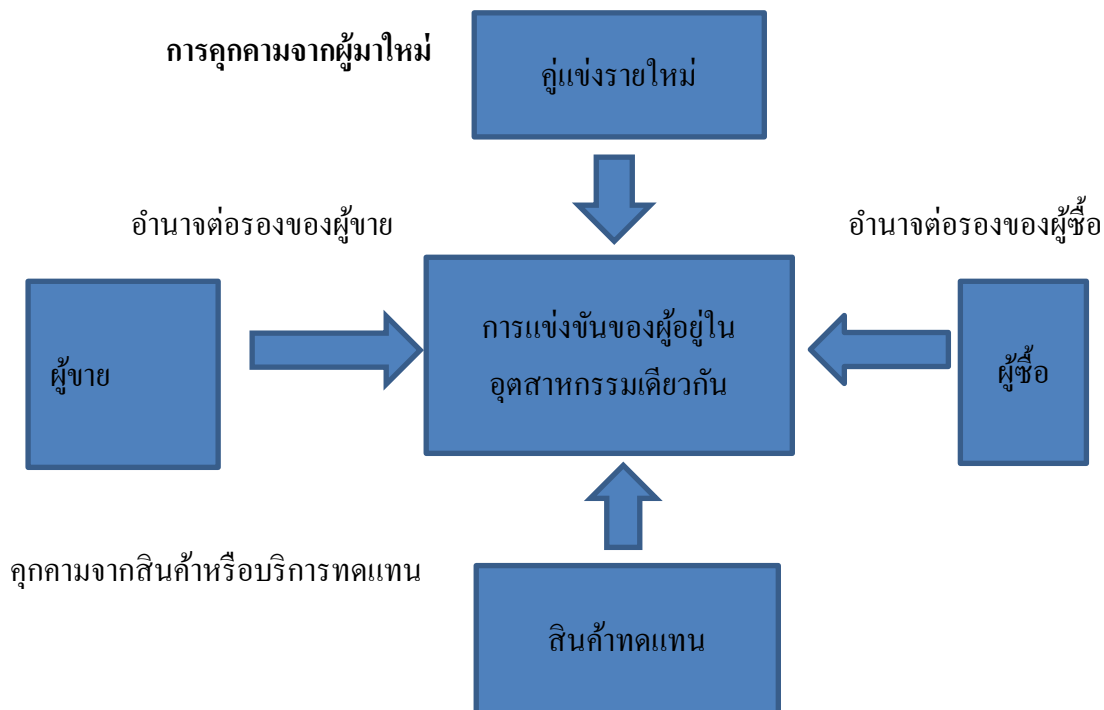 การคุกคามจากผู้มาใหม่
คู่แข่งรายใหม่
อำนาจต่อรองของผู้ขาย
อำนาจต่อรองของผู้ซื้อ
ผู้ขาย
การแข่งขันของผู้อยู่ใน
อุตสาหกรรมเดียวกัน
ผู้ซื้อ
คุกคามจากสินค้าหรือบริการทดแทน
สินค้าทดแทน